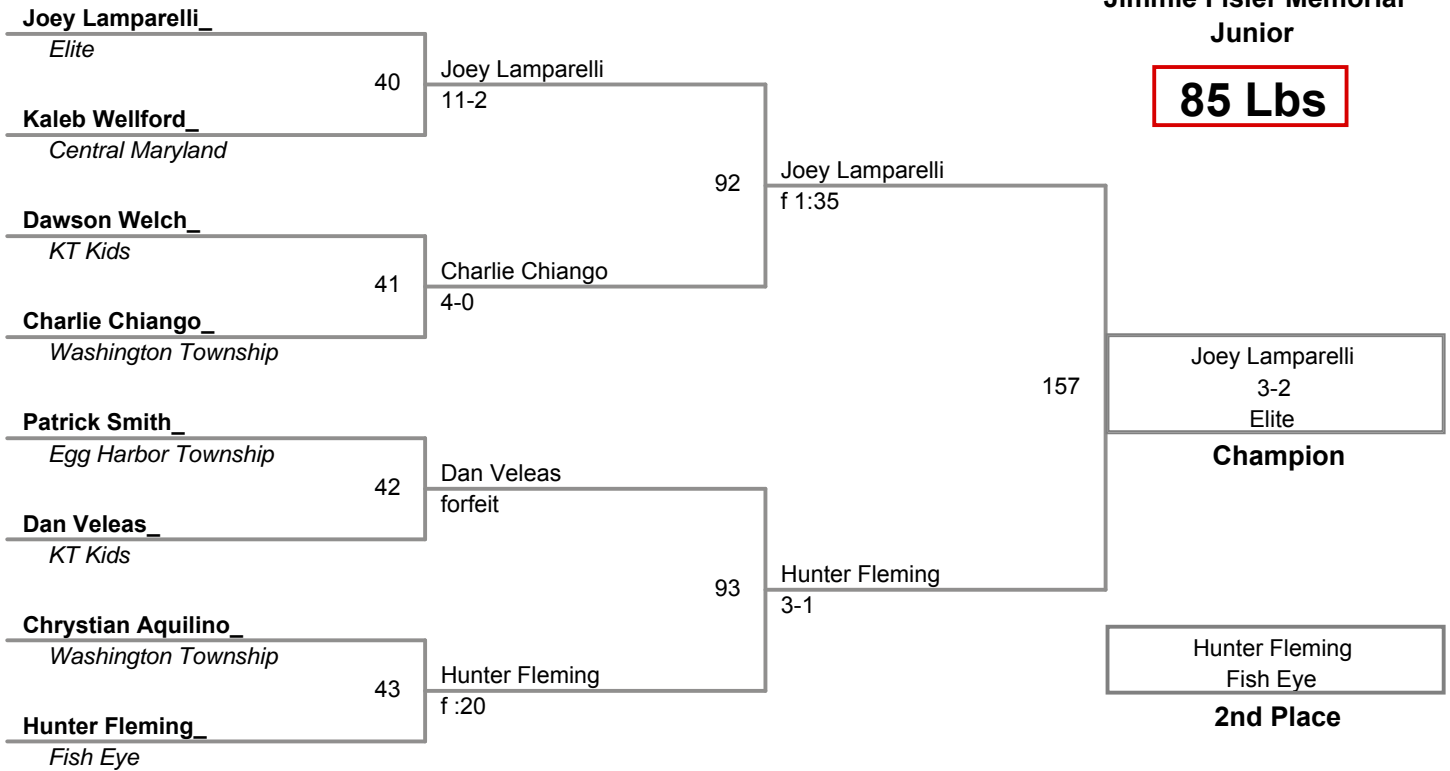 Jimmie Fisler Memorial
Junior
85 Lbs
Joey Lamparelli_
Elite
40
Kaleb Wellford_
Central Maryland
Joey Lamparelli
11-2
Dawson Welch_
KT Kids
41
Charlie Chiango_
Washington Township
Charlie Chiango
4-0
92
Joey Lamparelli
f 1:35
Patrick Smith_
Egg Harbor Township
42
Dan Veleas_
KT Kids
Dan Veleas
forfeit
Chrystian Aquilino_
Washington Township
43
Hunter Fleming_
Fish Eye
Hunter Fleming
f :20
93
Hunter Fleming
3-1
157
Joey Lamparelli
3-2
Elite
Champion
Hunter Fleming
Fish Eye
2nd Place